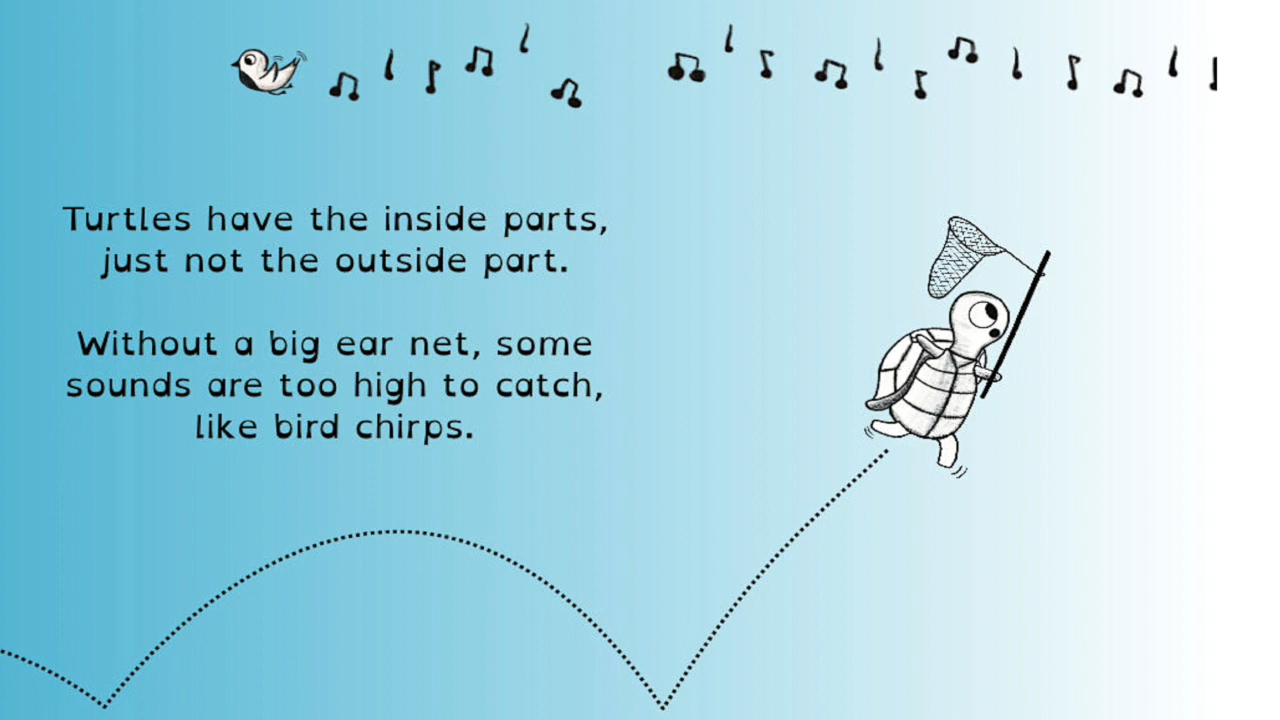 Turtles have the inside parts,
just not the outside part.
Without a big ear net, some
sounds are too high to catch,
like bird chirps.